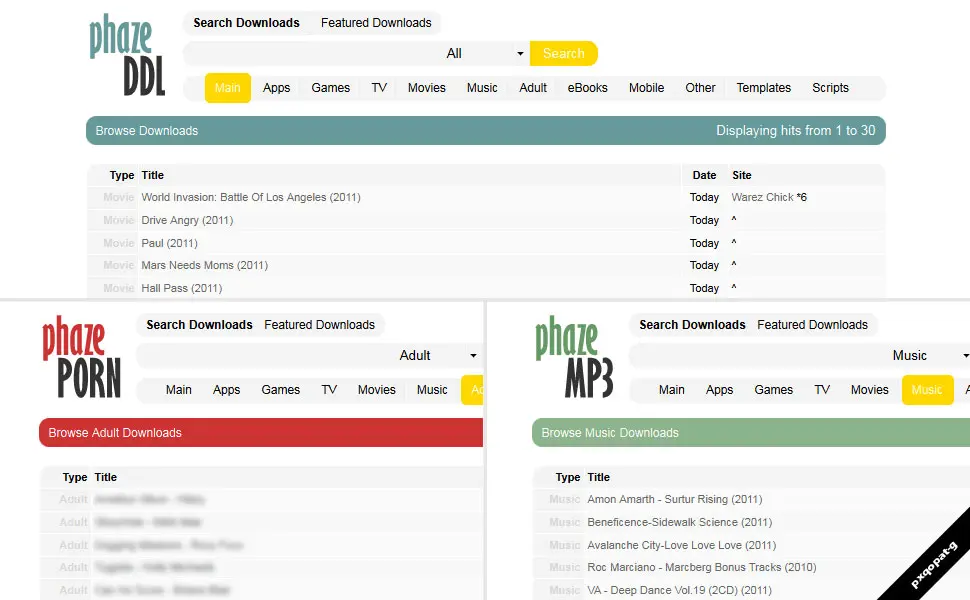 phaze
DDL
Search Downloads Featured Downloads
All Search
Main Apps Games TV Movies Music Adult eBooks Mobile Other Templates Scripts
Browse Downloads Displaying hits from 1 to 30
Type Title Date Site
Movie World Invasion: Battle Of Los Angeles (2011) Today Warez Chick *6
Movie Drive Angry (2011) Today ^
Movie Paul (2011) Today ^
Movie Mars Needs Moms (2011) Today ^
Movie Hall Pass (2011) Today ^
phaze
PORN
Search Downloads Featured Downloads
Adult
Main Apps Games TV Movies Music
Browse Adult Downloads
Type Title
Adult
Adult
Adult
Adult
Adult
phaze
MP3
Search Downloads Featured Downloads
Music
Main Apps Games TV Movies Music
Browse Music Downloads
Type Title
Music Amon Amarth - Surtur Rising (2011)
Music Beneficence-Sidewalk Science (2011)
Music Avalanche City-Love Love Love (2011)
Music Roc Marciano - Marcberg Bonus Tracks (2010)
Music VA - Deep Dance Vol.19 (2CD) (2011)
pxqopat-g